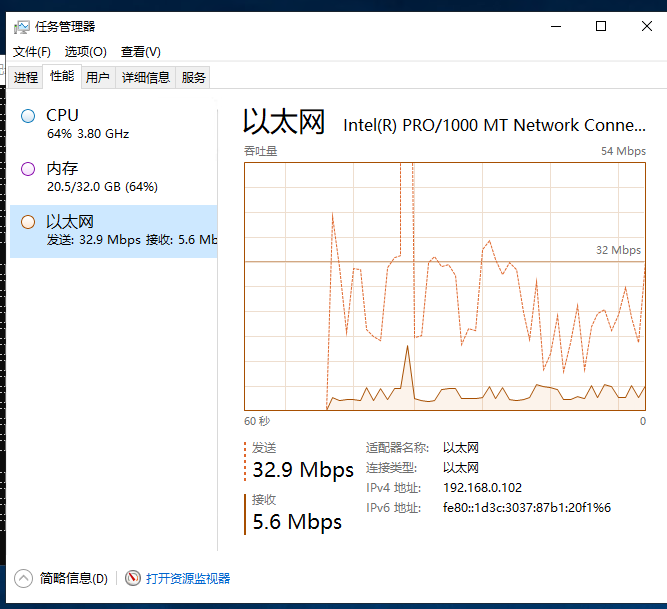 任务管理器
文件(F) 选项(O) 查看(V)
进程 性能 用户 详细信息 服务
CPU
64% 3.80 GHz
内存
20.5/32.0 GB (64%)
以太网
发送: 32.9 Mbps 接收: 5.6 Mb
以太网 Intel(R) PRO/1000 MT Network Conne...
吞吐量 54 Mbps
32 Mbps
60 秒 0
发送
32.9 Mbps
接收
5.6 Mbps
适配器名称: 以太网
连接类型: 以太网
IPv4 地址: 192.168.0.102
IPv6 地址: fe80::1d3c:3037:87b1:20f1%6
简略信息(D) 打开资源监视器